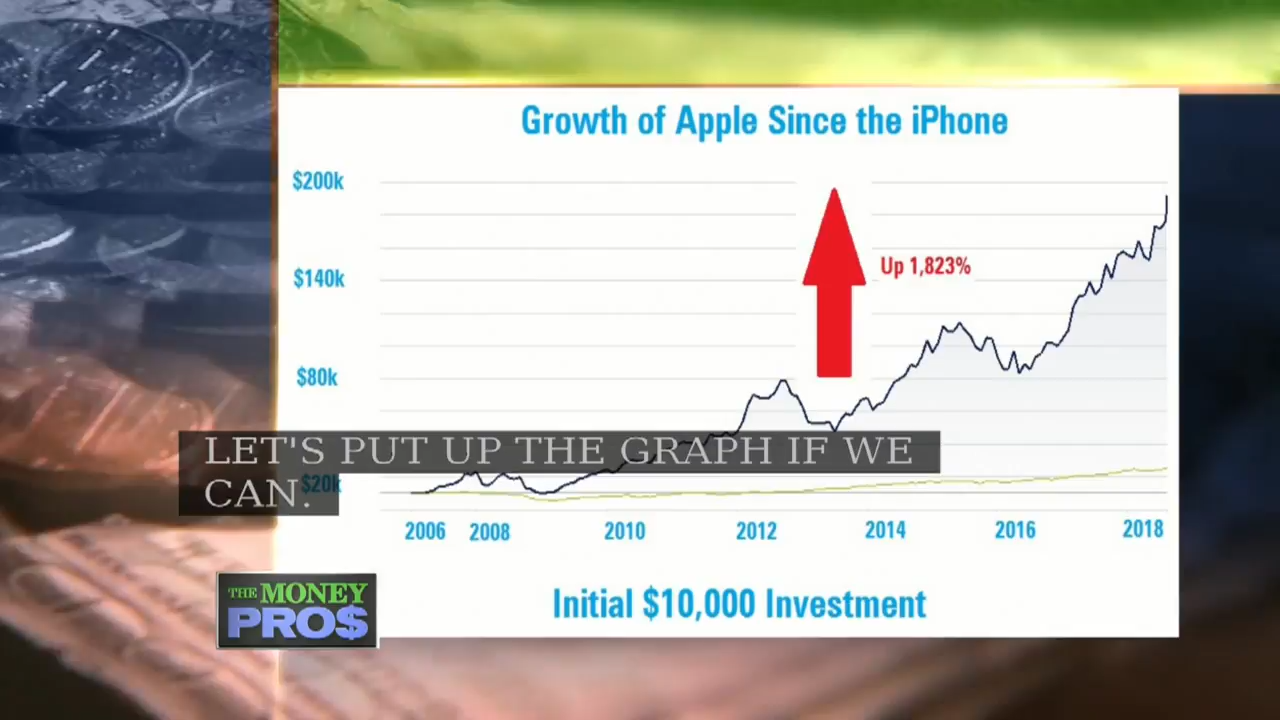 Growth of Apple Since the iPhone
$200k
$140k
Up 1,823%
$80k
LET'S PUT UP THE GRAPH IF WE
CAN.
$20k
2006 2008 2010 2012 2014 2016 2018
THE MONEY
PRO$
Initial $10,000 Investment